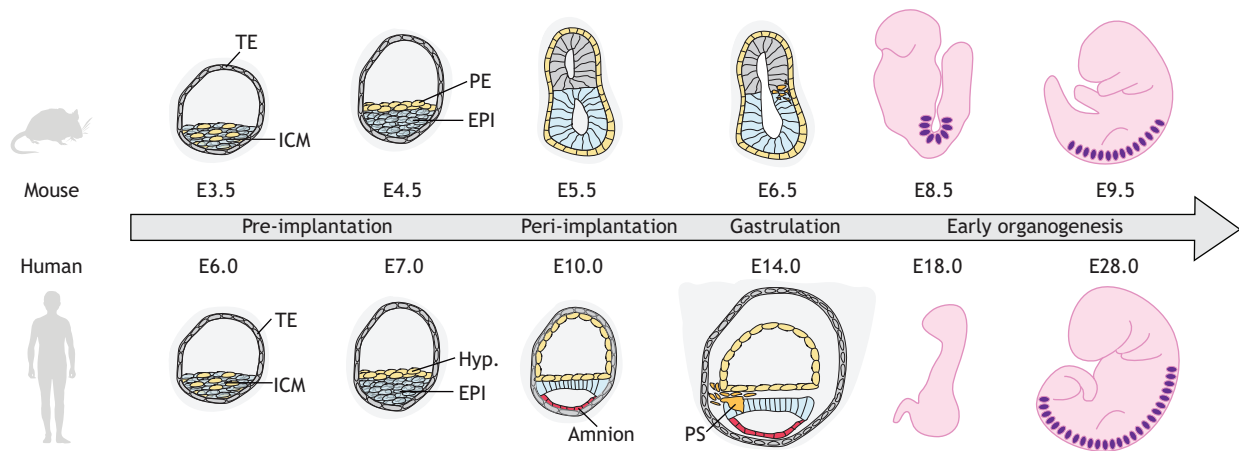 TE
PE
EPI
ICM
Mouse E3.5 E4.5 E5.5 E6.5 E8.5 E9.5
Pre-implantation Peri-implantation Gastrulation Early organogenesis
Human E6.0 E7.0 E10.0 E14.0 E18.0 E28.0
TE
ICM
Hyp.
EPI
Amnion
PS